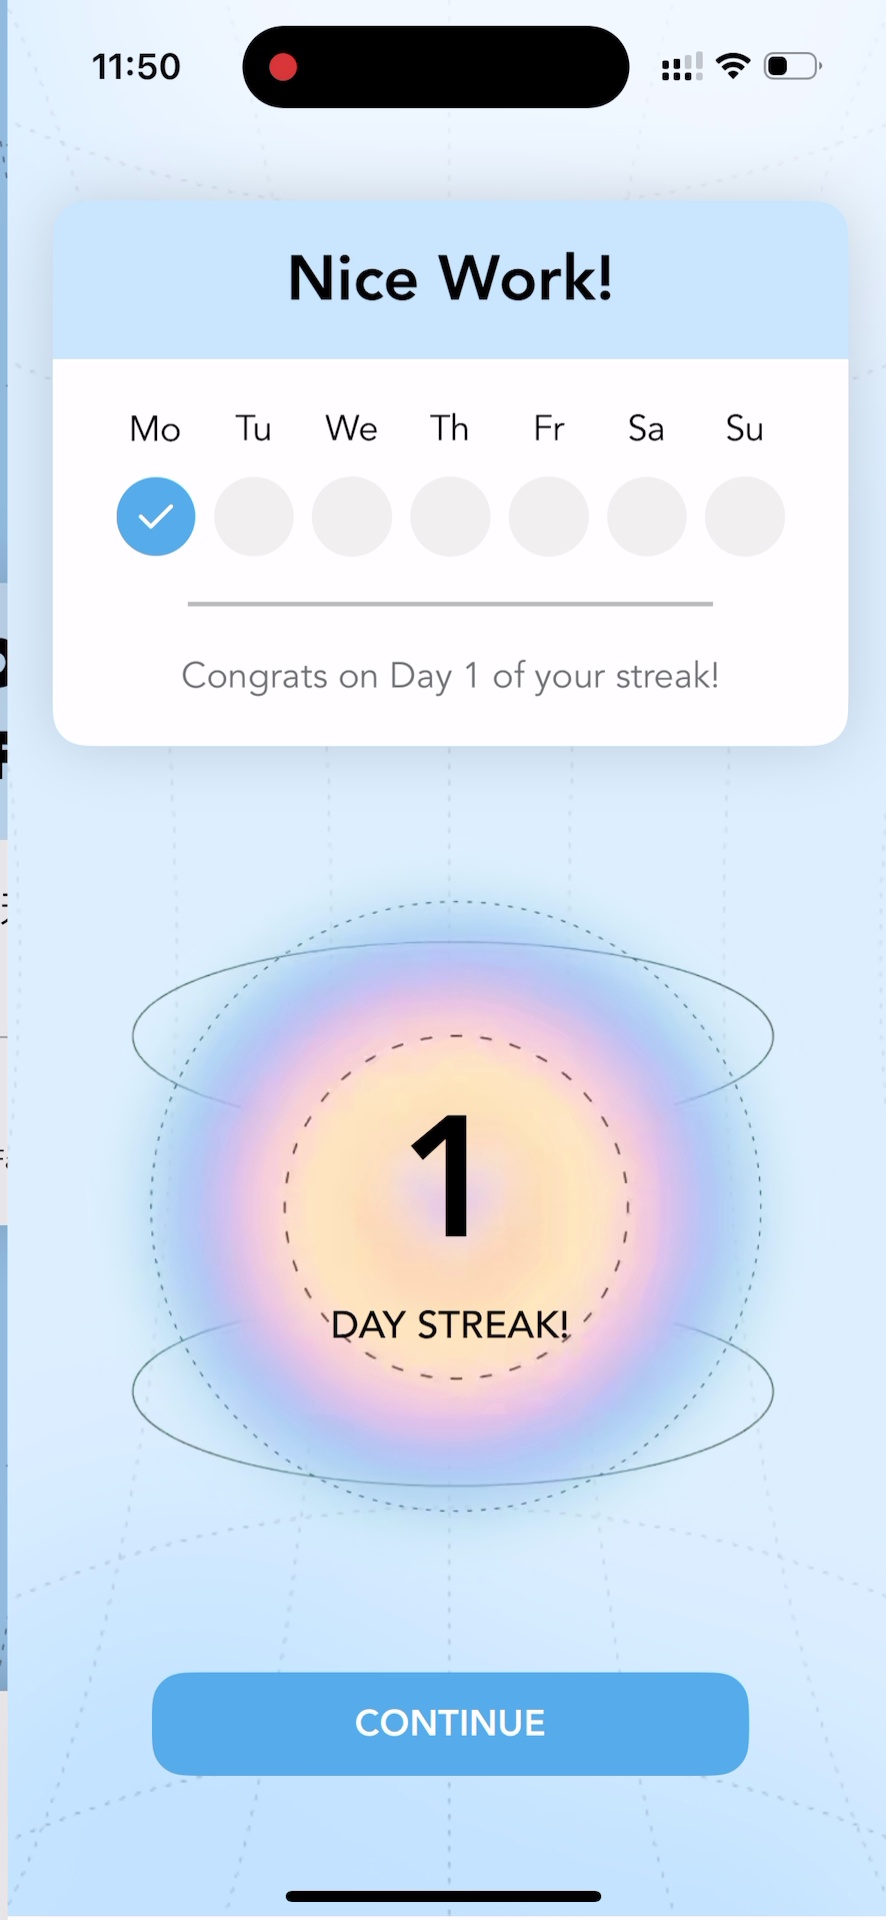 11:50
Nice Work!
Mo Tu We Th Fr Sa Su
Congrats on Day 1 of your streak!
1
DAY STREAK!
CONTINUE